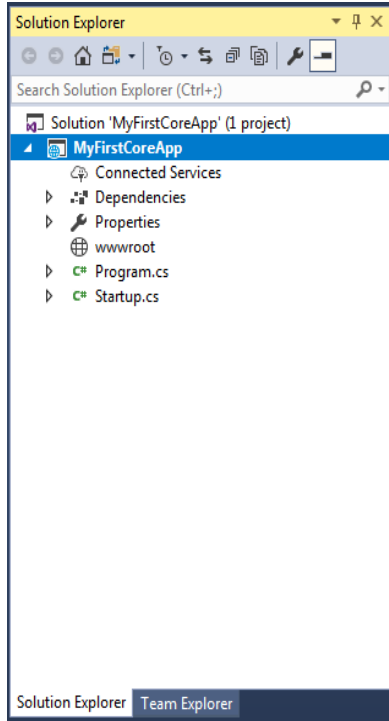 Solution Explorer
Search Solution Explorer (Ctrl+;)
Solution 'MyFirstCoreApp' (1 project)
MyFirstCoreApp
Connected Services
Dependencies
Properties
wwwroot
C# Program.cs
C# Startup.cs
Solution Explorer Team Explorer